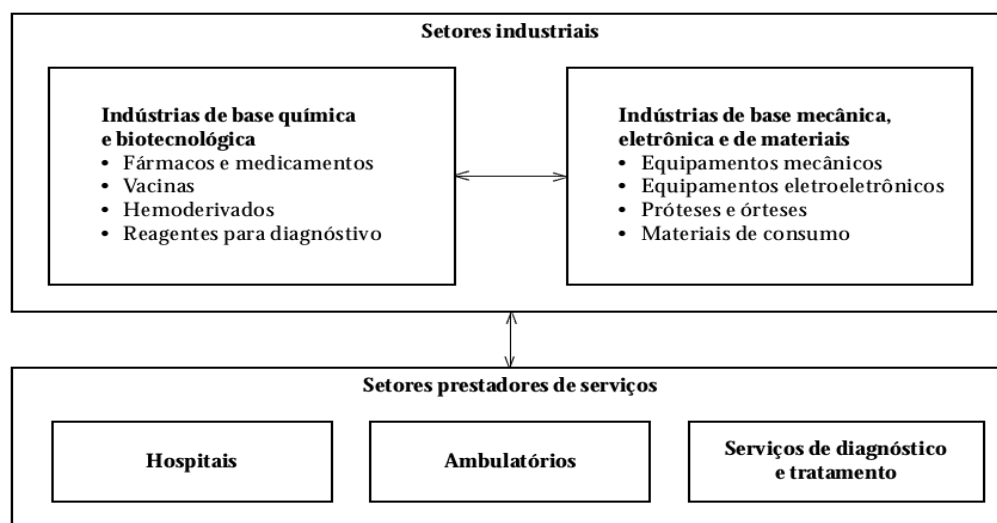 Setores industriais
Indústrias de base química
e biotecnológica
• Fármacos e medicamentos
• Vacinas
• Hemoderivados
• Reagentes para diagnóstivo
Indústrias de base mecânica,
eletrônica e de materiais
• Equipamentos mecânicos
• Equipamentos eletroeletrônicos
• Próteses e órteses
• Materiais de consumo
Setores prestadores de serviços
Hospitais
Ambulatórios
Serviços de diagnóstico
e tratamento